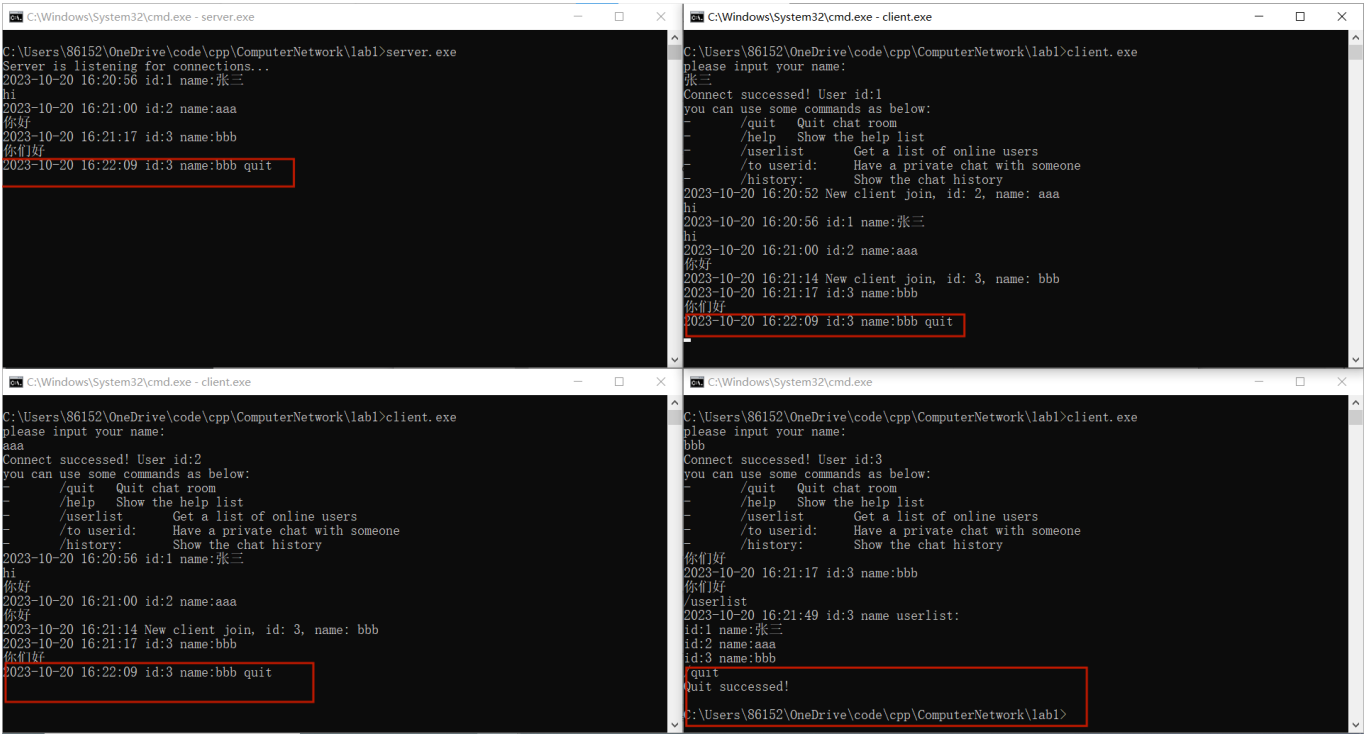 C:\Windows\System32\cmd.exe - server.exe
C:\Users\86152\OneDrive\code\cpp\ComputerNetwork\lab1>server.exe
Server is listening for connections...
2023-10-20 16:20:56 id:1 name:张三
hi
2023-10-20 16:21:00 id:2 name:aaa
你好
2023-10-20 16:21:17 id:3 name:bbb
你们好
2023-10-20 16:22:09 id:3 name:bbb quit
C:\Windows\System32\cmd.exe - client.exe
C:\Users\86152\OneDrive\code\cpp\ComputerNetwork\lab1>client.exe
please input your name:
张三
Connect successed! User id:1
you can use some commands as below:
- /quit Quit chat room
- /help Show the help list
- /userlist Get a list of online users
- /to userid: Have a private chat with someone
- /history: Show the chat history
2023-10-20 16:20:52 New client join, id: 2, name: aaa
hi
2023-10-20 16:20:56 id:1 name:张三
hi
2023-10-20 16:21:00 id:2 name:aaa
你好
2023-10-20 16:21:14 New client join, id: 3, name: bbb
2023-10-20 16:21:17 id:3 name:bbb
你们好
2023-10-20 16:22:09 id:3 name:bbb quit
C:\Windows\System32\cmd.exe - client.exe
C:\Users\86152\OneDrive\code\cpp\ComputerNetwork\lab1>client.exe
please input your name:
aaa
Connect successed! User id:2
you can use some commands as below:
- /quit Quit chat room
- /help Show the help list
- /userlist Get a list of online users
- /to userid: Have a private chat with someone
- /history: Show the chat history
2023-10-20 16:20:56 id:1 name:张三
hi
你好
2023-10-20 16:21:00 id:2 name:aaa
你好
2023-10-20 16:21:14 New client join, id: 3, name: bbb
2023-10-20 16:21:17 id:3 name:bbb
你们好
2023-10-20 16:22:09 id:3 name:bbb quit
C:\Windows\System32\cmd.exe
C:\Users\86152\OneDrive\code\cpp\ComputerNetwork\lab1>client.exe
please input your name:
bbb
Connect successed! User id:3
you can use some commands as below:
- /quit Quit chat room
- /help Show the help list
- /userlist Get a list of online users
- /to userid: Have a private chat with someone
- /history: Show the chat history
你们好
2023-10-20 16:21:17 id:3 name:bbb
你们好
/userlist
2023-10-20 16:21:49 id:3 name userlist:
id:1 name:张三
id:2 name:aaa
id:3 name:bbb
/quit
Quit successed!
C:\Users\86152\OneDrive\code\cpp\ComputerNetwork\lab1>